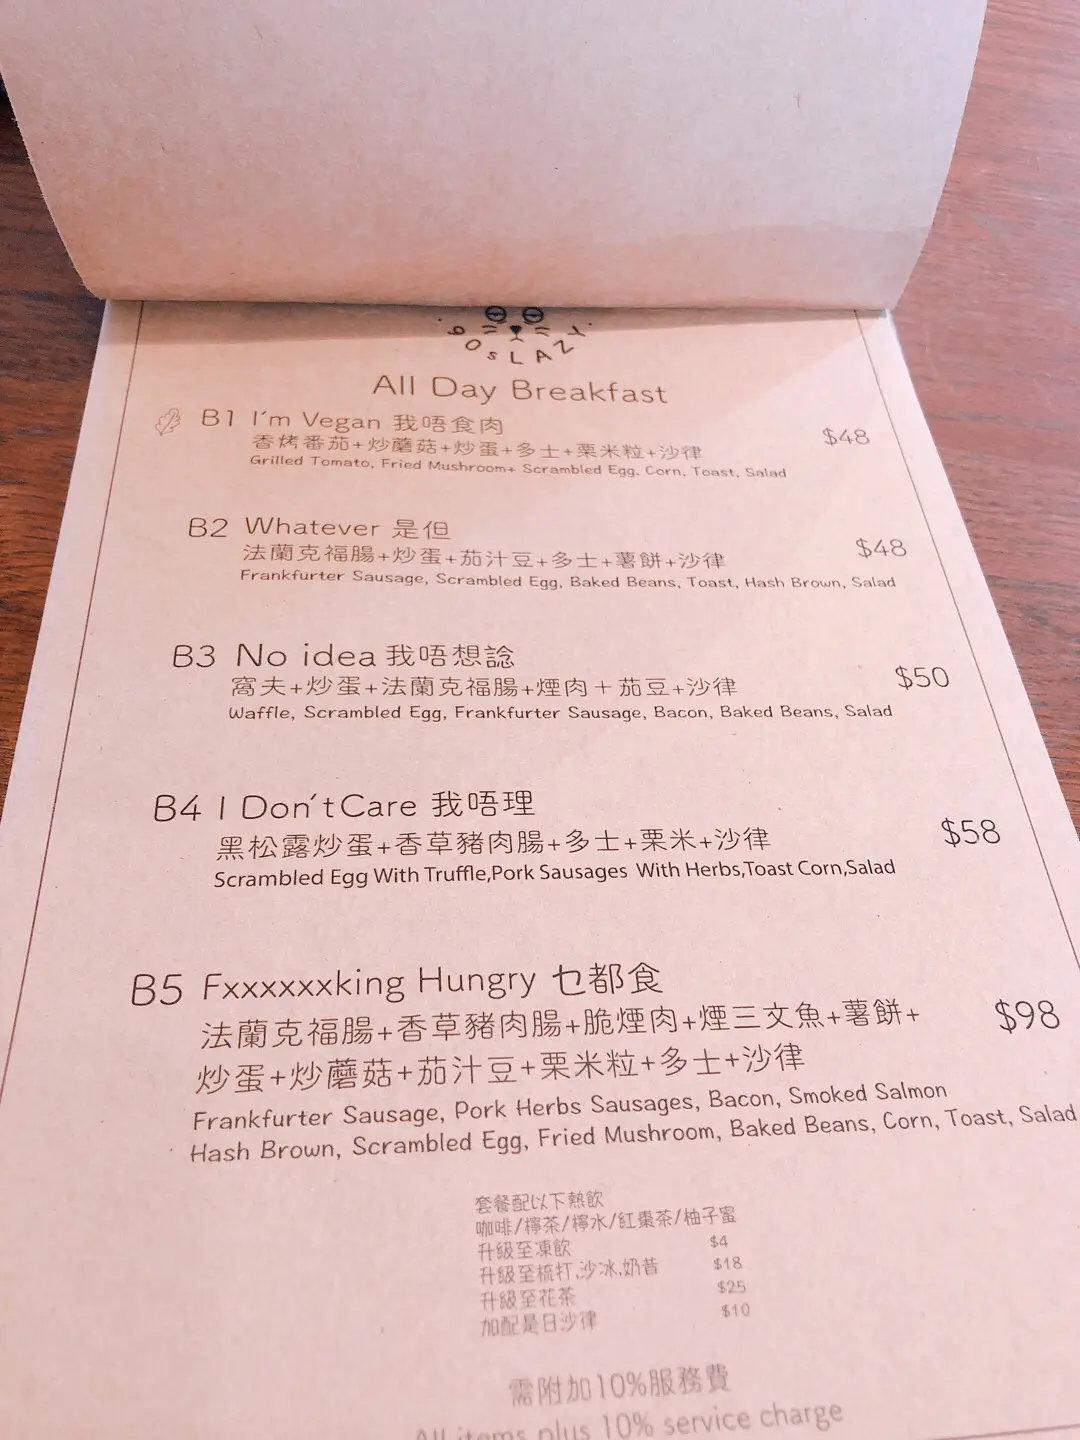 bosLAZY.
All Day Breakfast
B1 I'm Vegan 我唔食肉 $48
香烤番茄+炒蘑菇+炒蛋+多士+栗米粒+沙律
Grilled Tomato, Fried Mushroom+ Scrambled Egg, Corn, Toast, Salad
B2 Whatever 是但 $48
法蘭克福腸+炒蛋+茄汁豆+多士+薯餅+沙律
Frankfurter Sausage, Scrambled Egg, Baked Beans, Toast, Hash Brown, Salad
B3 No idea 我唔想諗 $50
窩夫+炒蛋+法蘭克福腸+煙肉+茄豆+沙律
Waffle, Scrambled Egg, Frankfurter Sausage, Bacon, Baked Beans, Salad
B4 I Don'tCare 我唔理 $58
黑松露炒蛋+香草豬肉腸+多士+栗米+沙律
Scrambled Egg With Truffle,Pork Sausages With Herbs,Toast Corn,Salad
B5 Fxxxxxxking Hungry 乜都食 $98
法蘭克福腸+香草豬肉腸+脆煙肉+煙三文魚+薯餅+
炒蛋+炒蘑菇+茄汁豆+栗米粒+多士+沙律
Frankfurter Sausage, Pork Herbs Sausages, Bacon, Smoked Salmon
Hash Brown, Scrambled Egg, Fried Mushroom, Baked Beans, Corn, Toast, Salad
套餐配以下熱飲
咖啡/檸茶/檸水/紅棗茶/柚子蜜
升級至凍飲 $4
升級至梳打,沙冰,奶昔 $18
升級至花茶 $25
加配是日沙律 $10
需附加10%服務費
All items plus 10% service charge